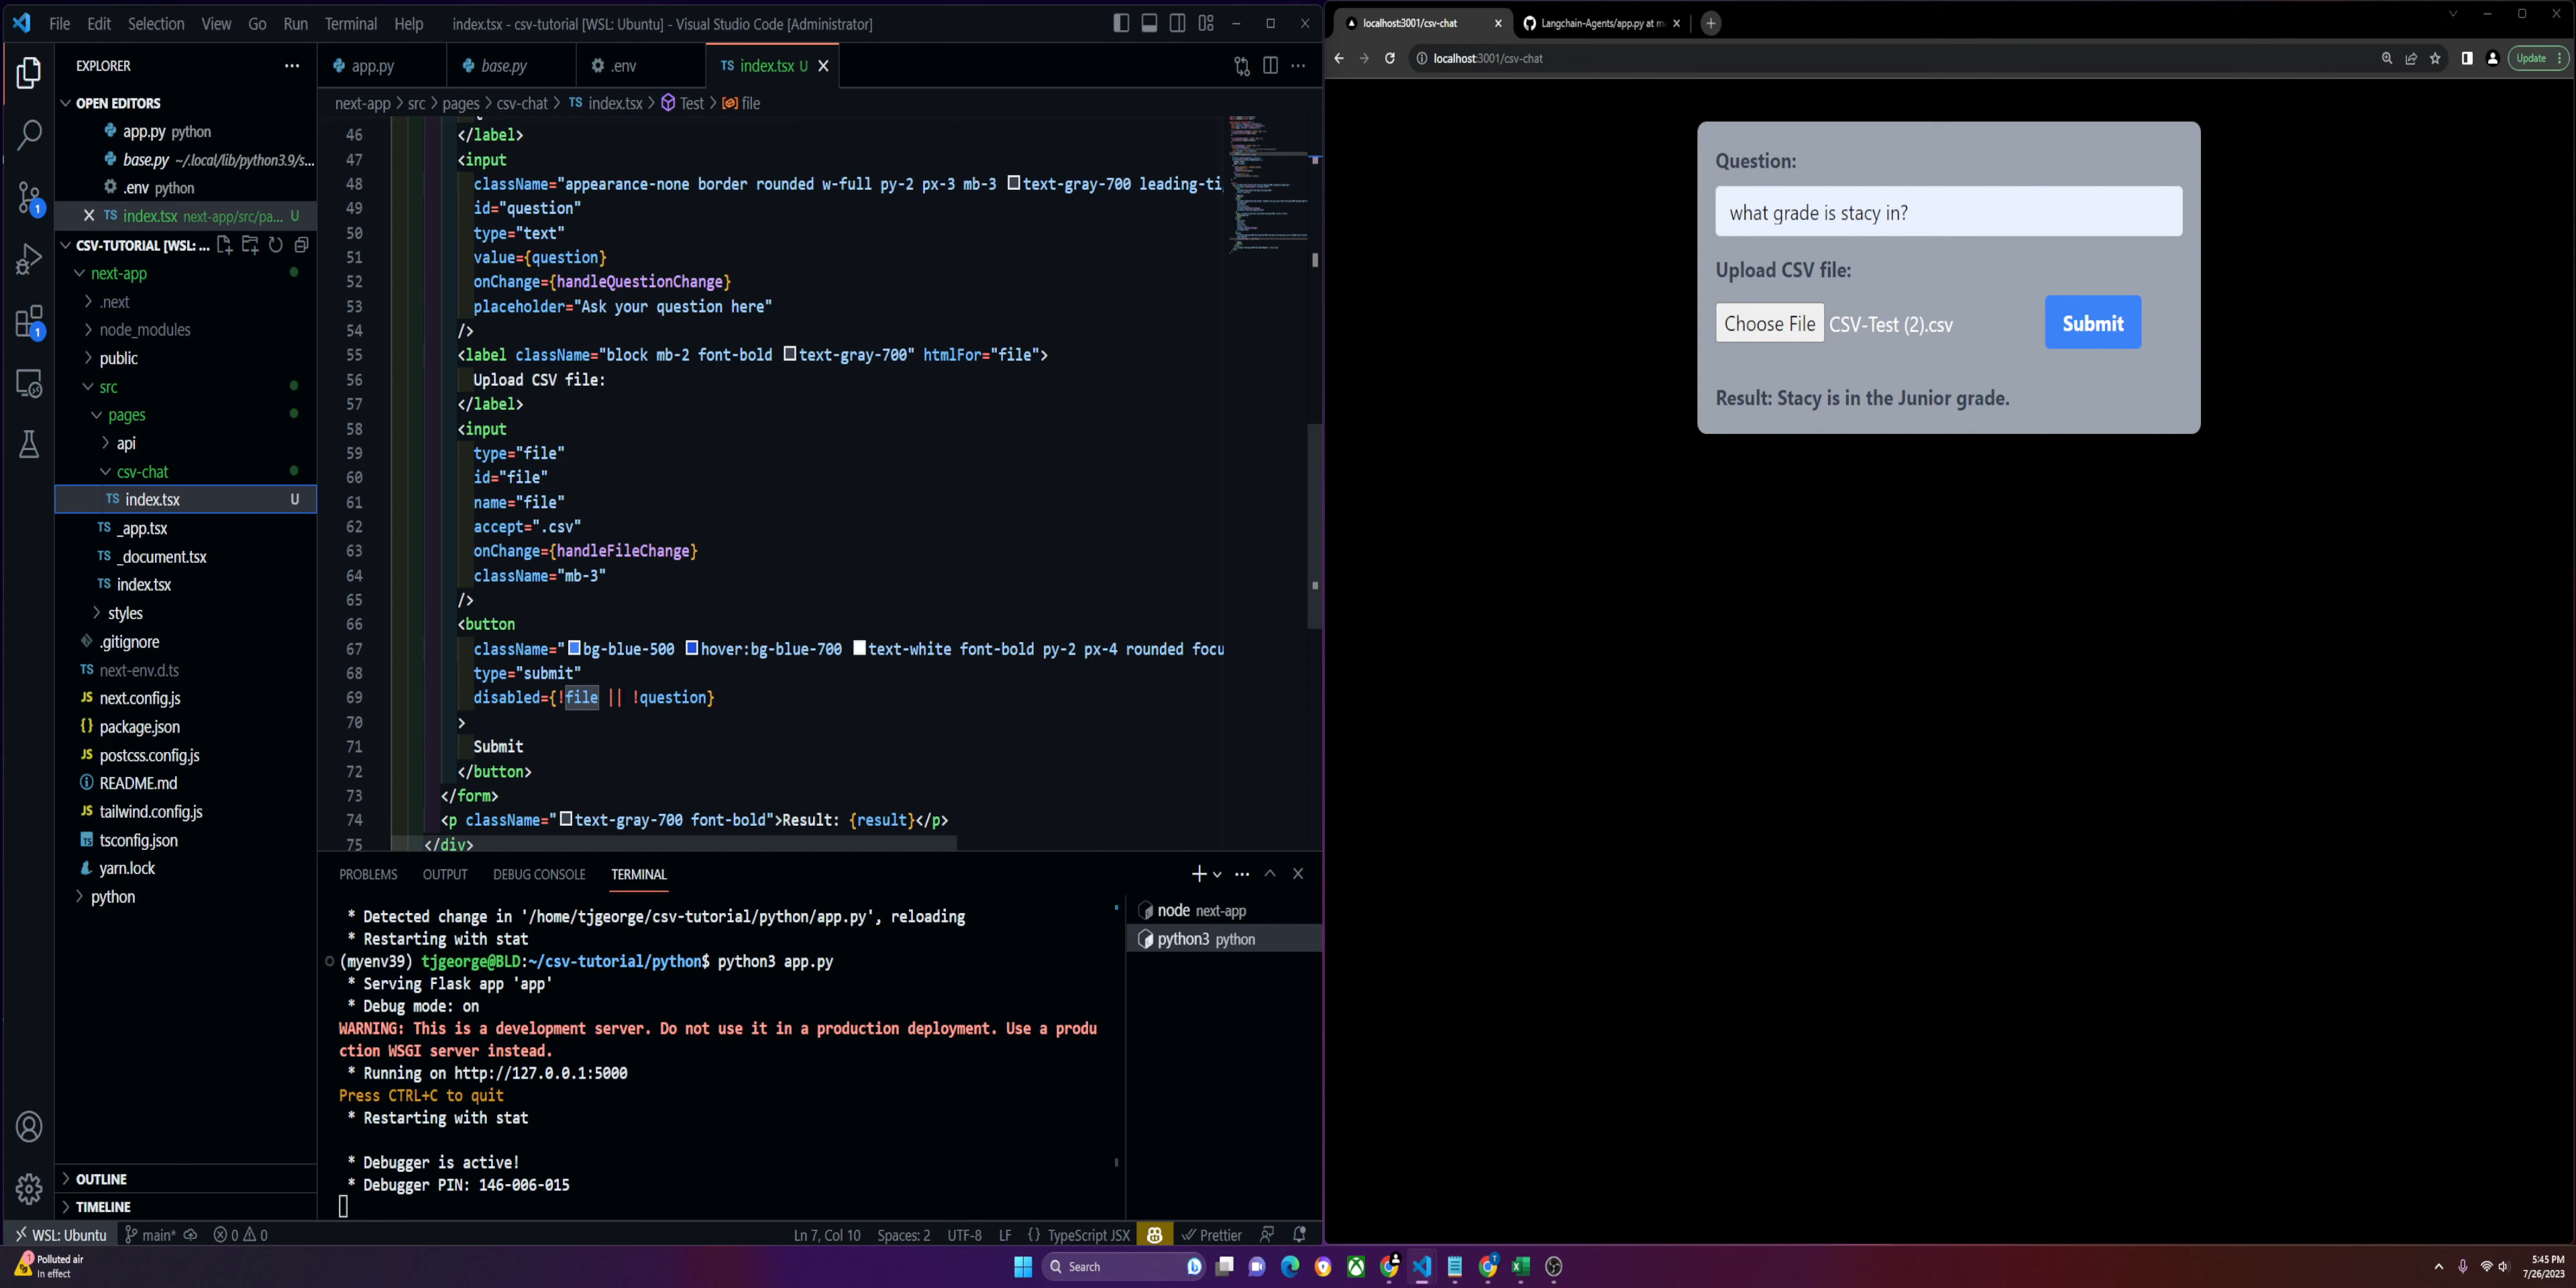 File Edit Selection View Go Run Terminal Help
index.tsx - csv-tutorial [WSL: Ubuntu] - Visual Studio Code [Administrator]
EXPLORER
OPEN EDITORS
app.py python
base.py ~/.local/lib/python3.9/s...
.env python
TS index.tsx next-app/src/pa... U
CSV-TUTORIAL [WSL: ...
next-app
.next
node_modules
public
src
pages
api
csv-chat
TS index.tsx U
TS _app.tsx
TS _document.tsx
TS index.tsx
styles
.gitignore
TS next-env.d.ts
JS next.config.js
{} package.json
JS postcss.config.js
README.md
JS tailwind.config.js
tsconfig.json
yarn.lock
python
OUTLINE
TIMELINE
1
1
app.py
base.py
.env
TS index.tsx U
next-app > src > pages > csv-chat > TS index.tsx > Test > file
46 </label>
47 <input
48 className="appearance-none border rounded w-full py-2 px-3 mb-3 text-gray-700 leading-ti
49 id="question"
50 type="text"
51 value={question}
52 onChange={handleQuestionChange}
53 placeholder="Ask your question here"
54 />
55 <label className="block mb-2 font-bold text-gray-700" htmlFor="file">
56 Upload CSV file:
57 </label>
58 <input
59 type="file"
60 id="file"
61 name="file"
62 accept=".csv"
63 onChange={handleFileChange}
64 className="mb-3"
65 />
66 <button
67 className="bg-blue-500 hover:bg-blue-700 text-white font-bold py-2 px-4 rounded focu
68 type="submit"
69 disabled={!file || !question}
70 >
71 Submit
72 </button>
73 </form>
74 <p className="text-gray-700 font-bold">Result: {result}</p>
75 </div>
PROBLEMS OUTPUT DEBUG CONSOLE TERMINAL
* Detected change in '/home/tjgeorge/csv-tutorial/python/app.py', reloading
* Restarting with stat
(myenv39) tjgeorge@BLD:~/csv-tutorial/python$ python3 app.py
* Serving Flask app 'app'
* Debug mode: on
WARNING: This is a development server. Do not use it in a production deployment. Use a produ
ction WSGI server instead.
* Running on http://127.0.0.1:5000
Press CTRL+C to quit
* Restarting with stat
* Debugger is active!
* Debugger PIN: 146-006-015
node next-app
python3 python
WSL: Ubuntu main* 0 0
Ln 7, Col 10 Spaces: 2 UTF-8 LF {} TypeScript JSX Prettier
localhost:3001/csv-chat
Langchain-Agents/app.py at m
localhost:3001/csv-chat
Update
Question:
what grade is stacy in?
Upload CSV file:
Choose File CSV-Test (2).csv
Submit
Result: Stacy is in the Junior grade.
Polluted air
In effect
Search
5:45 PM
7/26/2023